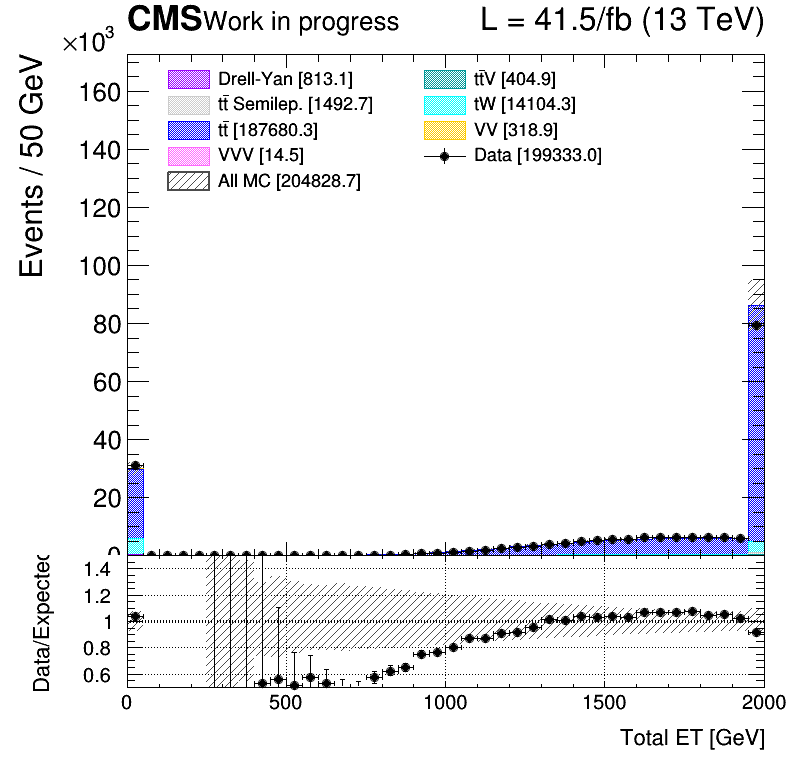 CMS Work in progress L = 41.5/fb (13 TeV)
×10³
Events / 50 GeV
160
140
120
100
80
60
40
20
0
Drell-Yan [813.1]
tt̄ Semilep. [1492.7]
tt̄ [187680.3]
VVV [14.5]
All MC [204828.7]
tt̄V [404.9]
tW [14104.3]
VV [318.9]
Data [199333.0]
Data/Expected
1.4
1.2
1
0.8
0.6
0 500 1000 1500 2000
Total ET [GeV]